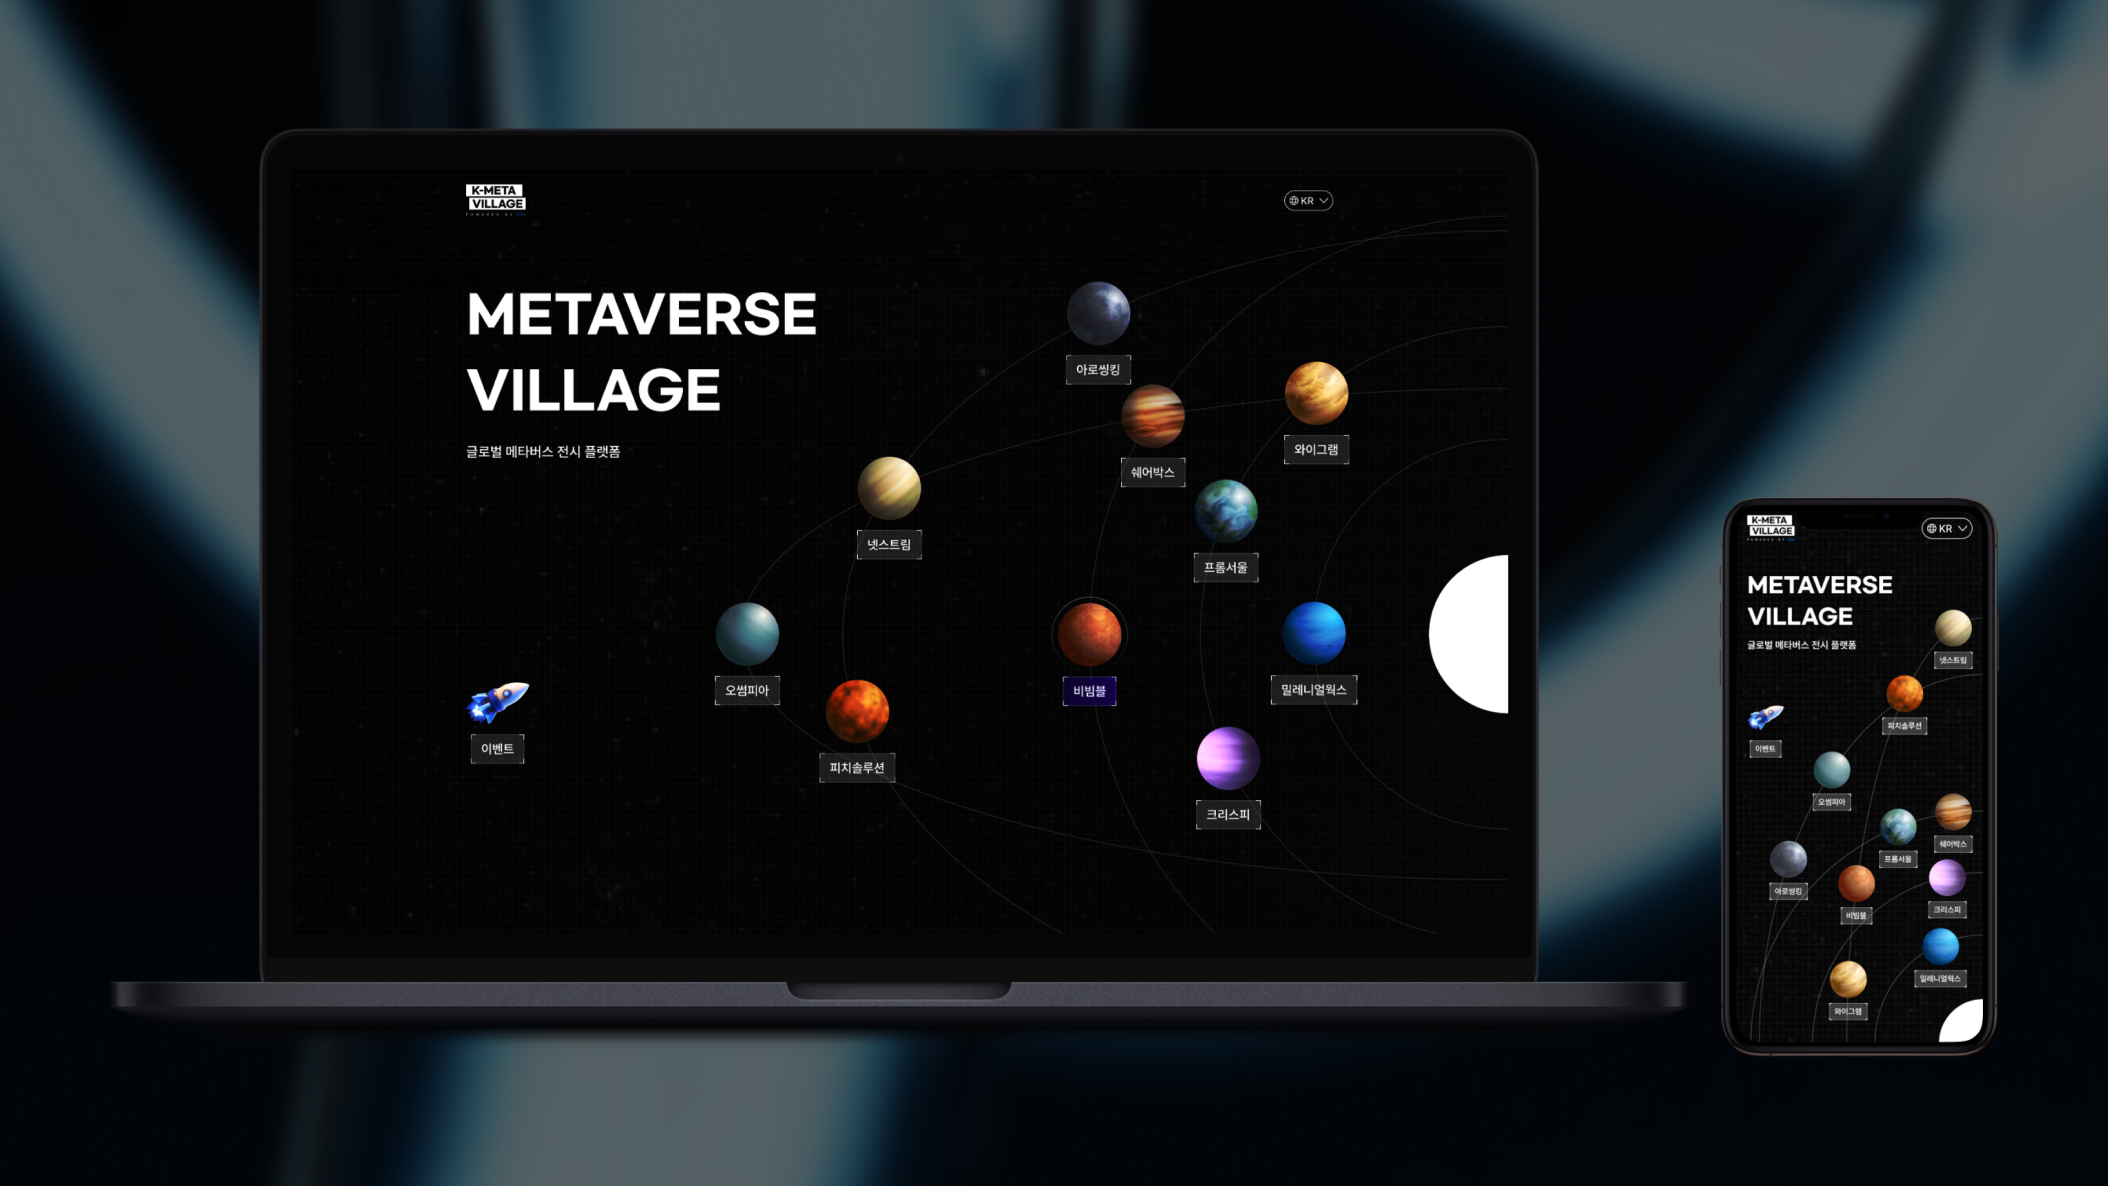 K-META
VILLAGE
KR
METAVERSE
VILLAGE
글로벌 메타버스 전시 플랫폼
아로씽킹
와이그램
쉐어박스
넷스트림
프롬서울
오썸피아
비빔블
밀레니얼웍스
이벤트
피치솔루션
크리스피
K-META
VILLAGE
KR
METAVERSE
VILLAGE
글로벌 메타버스 전시 플랫폼
넷스트림
피치솔루션
이벤트
오썸피아
쉐어박스
프롬서울
아로씽킹
크리스피
비빔블
밀레니얼웍스
와이그램